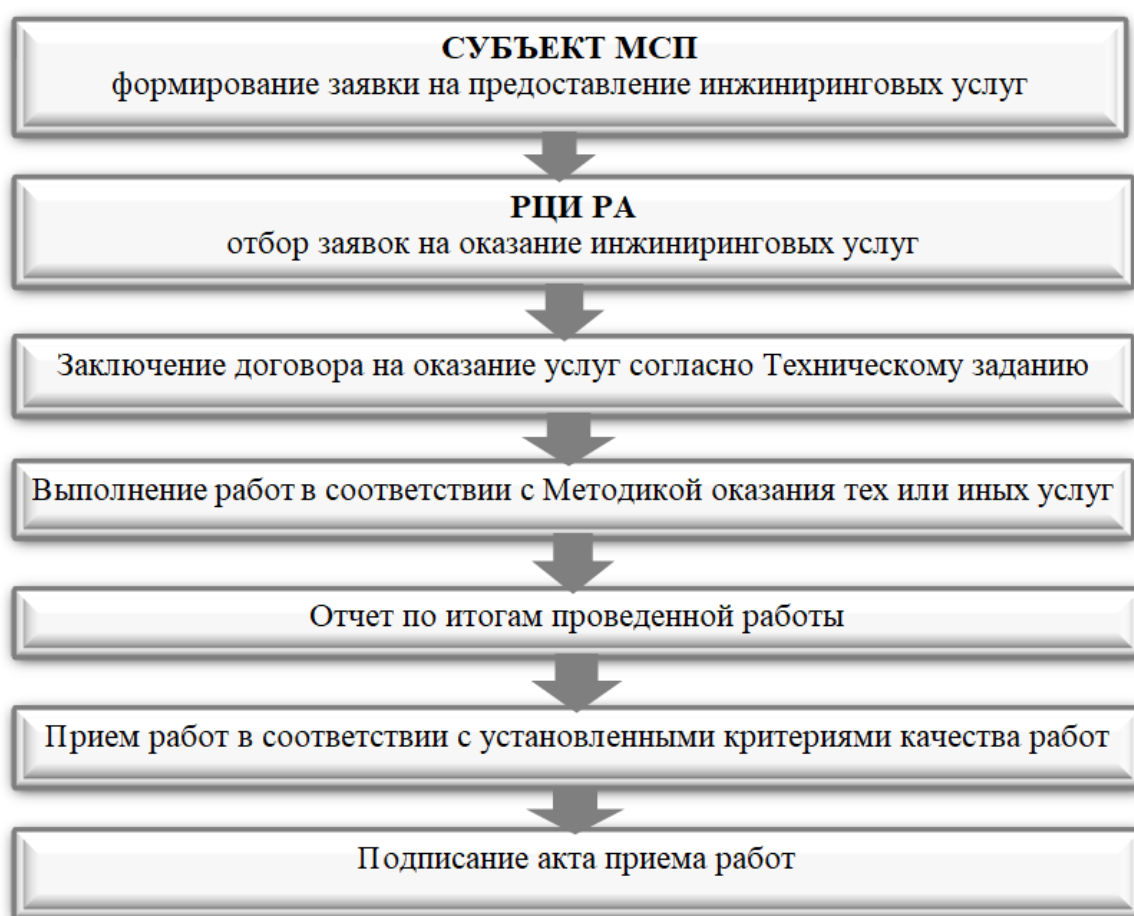 СУБЪЕКТ МСП
формирование заявки на предоставление инжиниринговых услуг
РЦИ РА
отбор заявок на оказание инжиниринговых услуг
Заключение договора на оказание услуг согласно Техническому заданию
Выполнение работ в соответствии с Методикой оказания тех или иных услуг
Отчет по итогам проведенной работы
Прием работ в соответствии с установленными критериями качества работ
Подписание акта приема работ